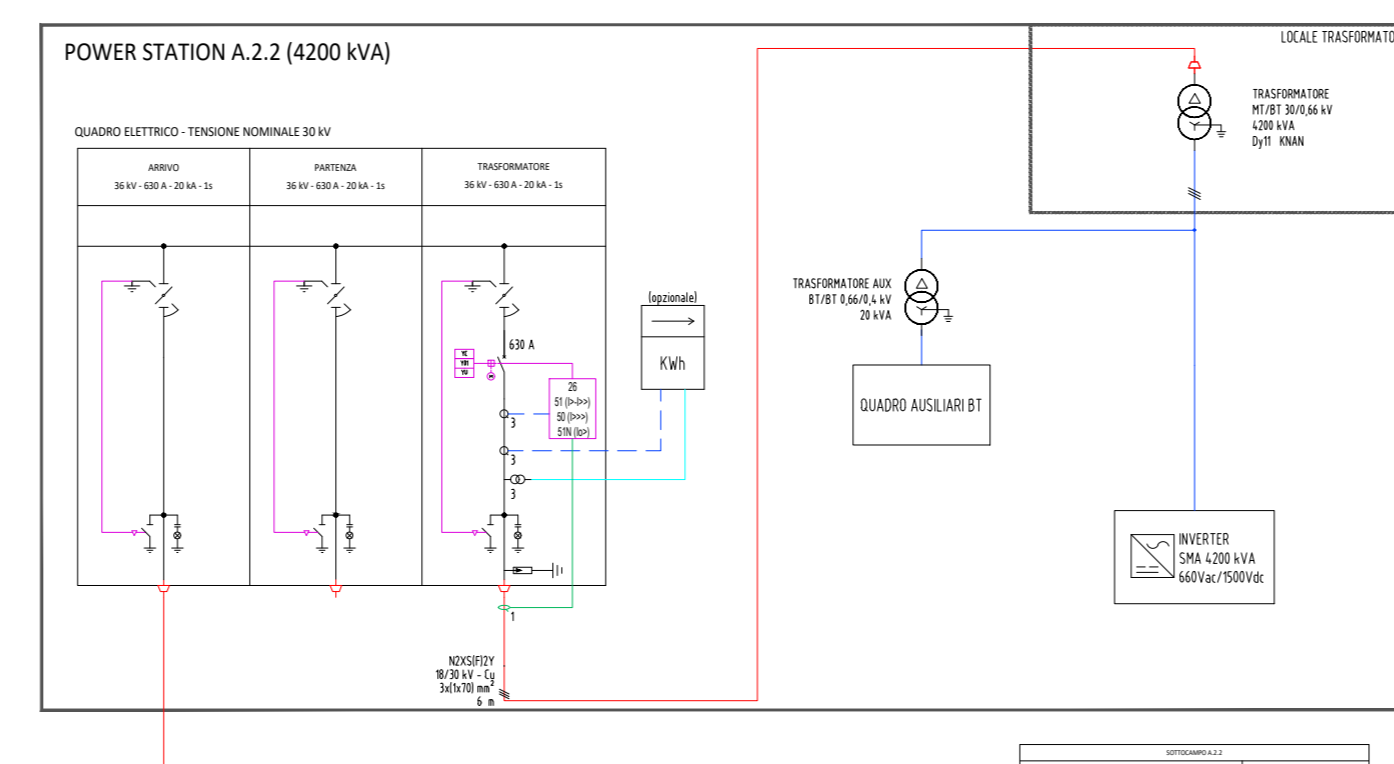 POWER STATION A.2.2 (4200 kVA)
LOCALE TRASFORMATO
TRASFORMATORE
MT/BT 30/0,66 kV
4200 kVA
Dy11 KNAN
QUADRO ELETTRICO - TENSIONE NOMINALE 30 kV
ARRIVO
36 kV - 630 A - 20 kA - 1s
PARTENZA
36 kV - 630 A - 20 kA - 1s
TRASFORMATORE
36 kV - 630 A - 20 kA - 1s
TRASFORMATORE AUX
BT/BT 0,66/0,4 kV
20 kVA
(opzionale)
KWh
630 A
26
51 (I>-I>>)
50 (I>>>)
51N (Io>)
3
3
3
QUADRO AUSILIARI BT
INVERTER
SMA 4200 kVA
660Vac/1500Vdc
1
N2XS(F)2Y
18/30 kV - Cu
3x(1x70) mm²
6 m
SOTTOCAMPO A.2.2